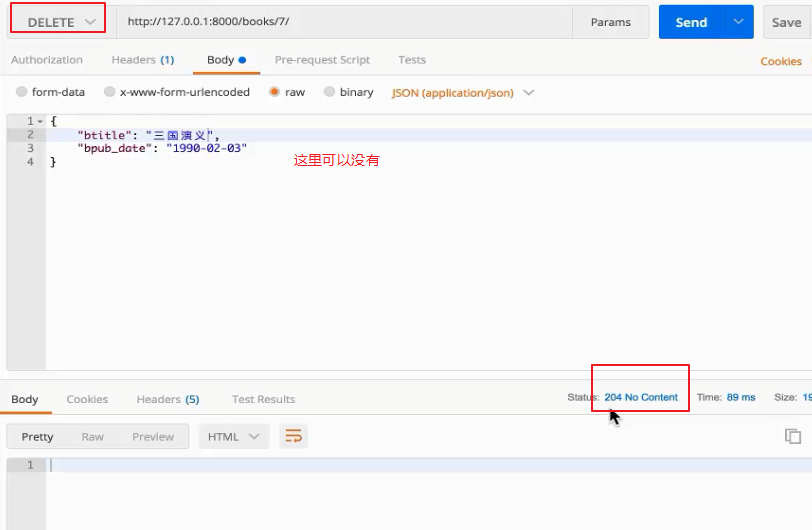 DELETE http://127.0.0.1:8000/books/7/ Params Send Save
Authorization Headers (1) Body Pre-request Script Tests Cookies
form-data x-www-form-urlencoded raw binary JSON (application/json)
1 {
2 "btitle": "三国演义",
3 "bpub_date": "1990-02-03"
这里可以没有
4 }
Body Cookies Headers (5) Test Results Status: 204 No Content Time: 89 ms Size: 19
Pretty Raw Preview HTML
1